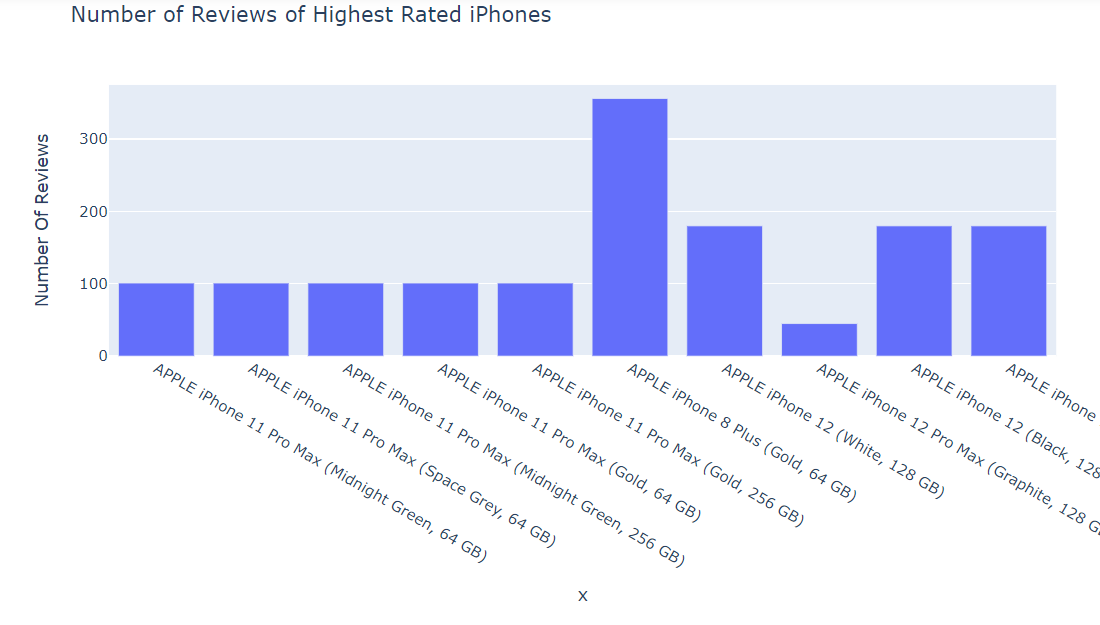 Number of Reviews of Highest Rated iPhones
Number Of Reviews
300
200
100
0
APPLE iPhone 11 Pro Max (Midnight Green, 64 GB)
APPLE iPhone 11 Pro Max (Space Grey, 64 GB)
APPLE iPhone 11 Pro Max (Midnight Green, 256 GB)
APPLE iPhone 11 Pro Max (Gold, 64 GB)
APPLE iPhone 11 Pro Max (Gold, 256 GB)
APPLE iPhone 8 Plus (Gold, 64 GB)
APPLE iPhone 12 (White, 128 GB)
APPLE iPhone 12 Pro Max (Graphite, 128 G
APPLE iPhone 12 (Black, 128
APPLE iPhone
x